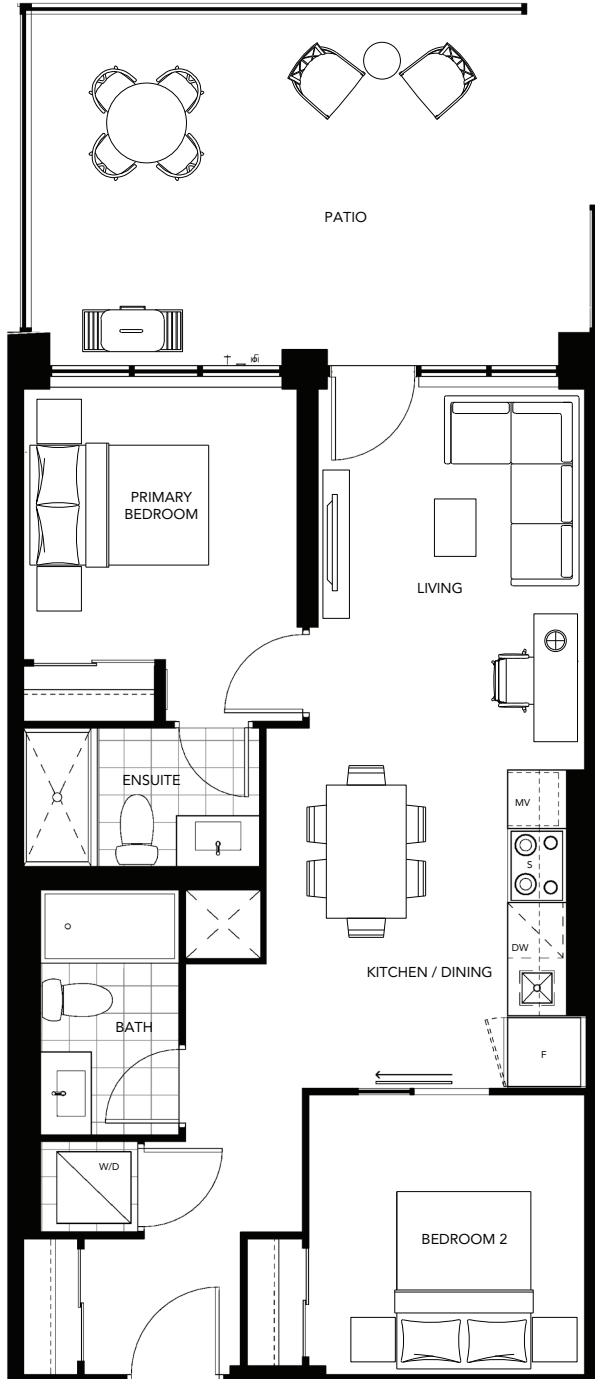 PATIO
PRIMARY
BEDROOM
LIVING
ENSUITE
MV
S
DW
KITCHEN / DINING
BATH
F
W/D
BEDROOM 2